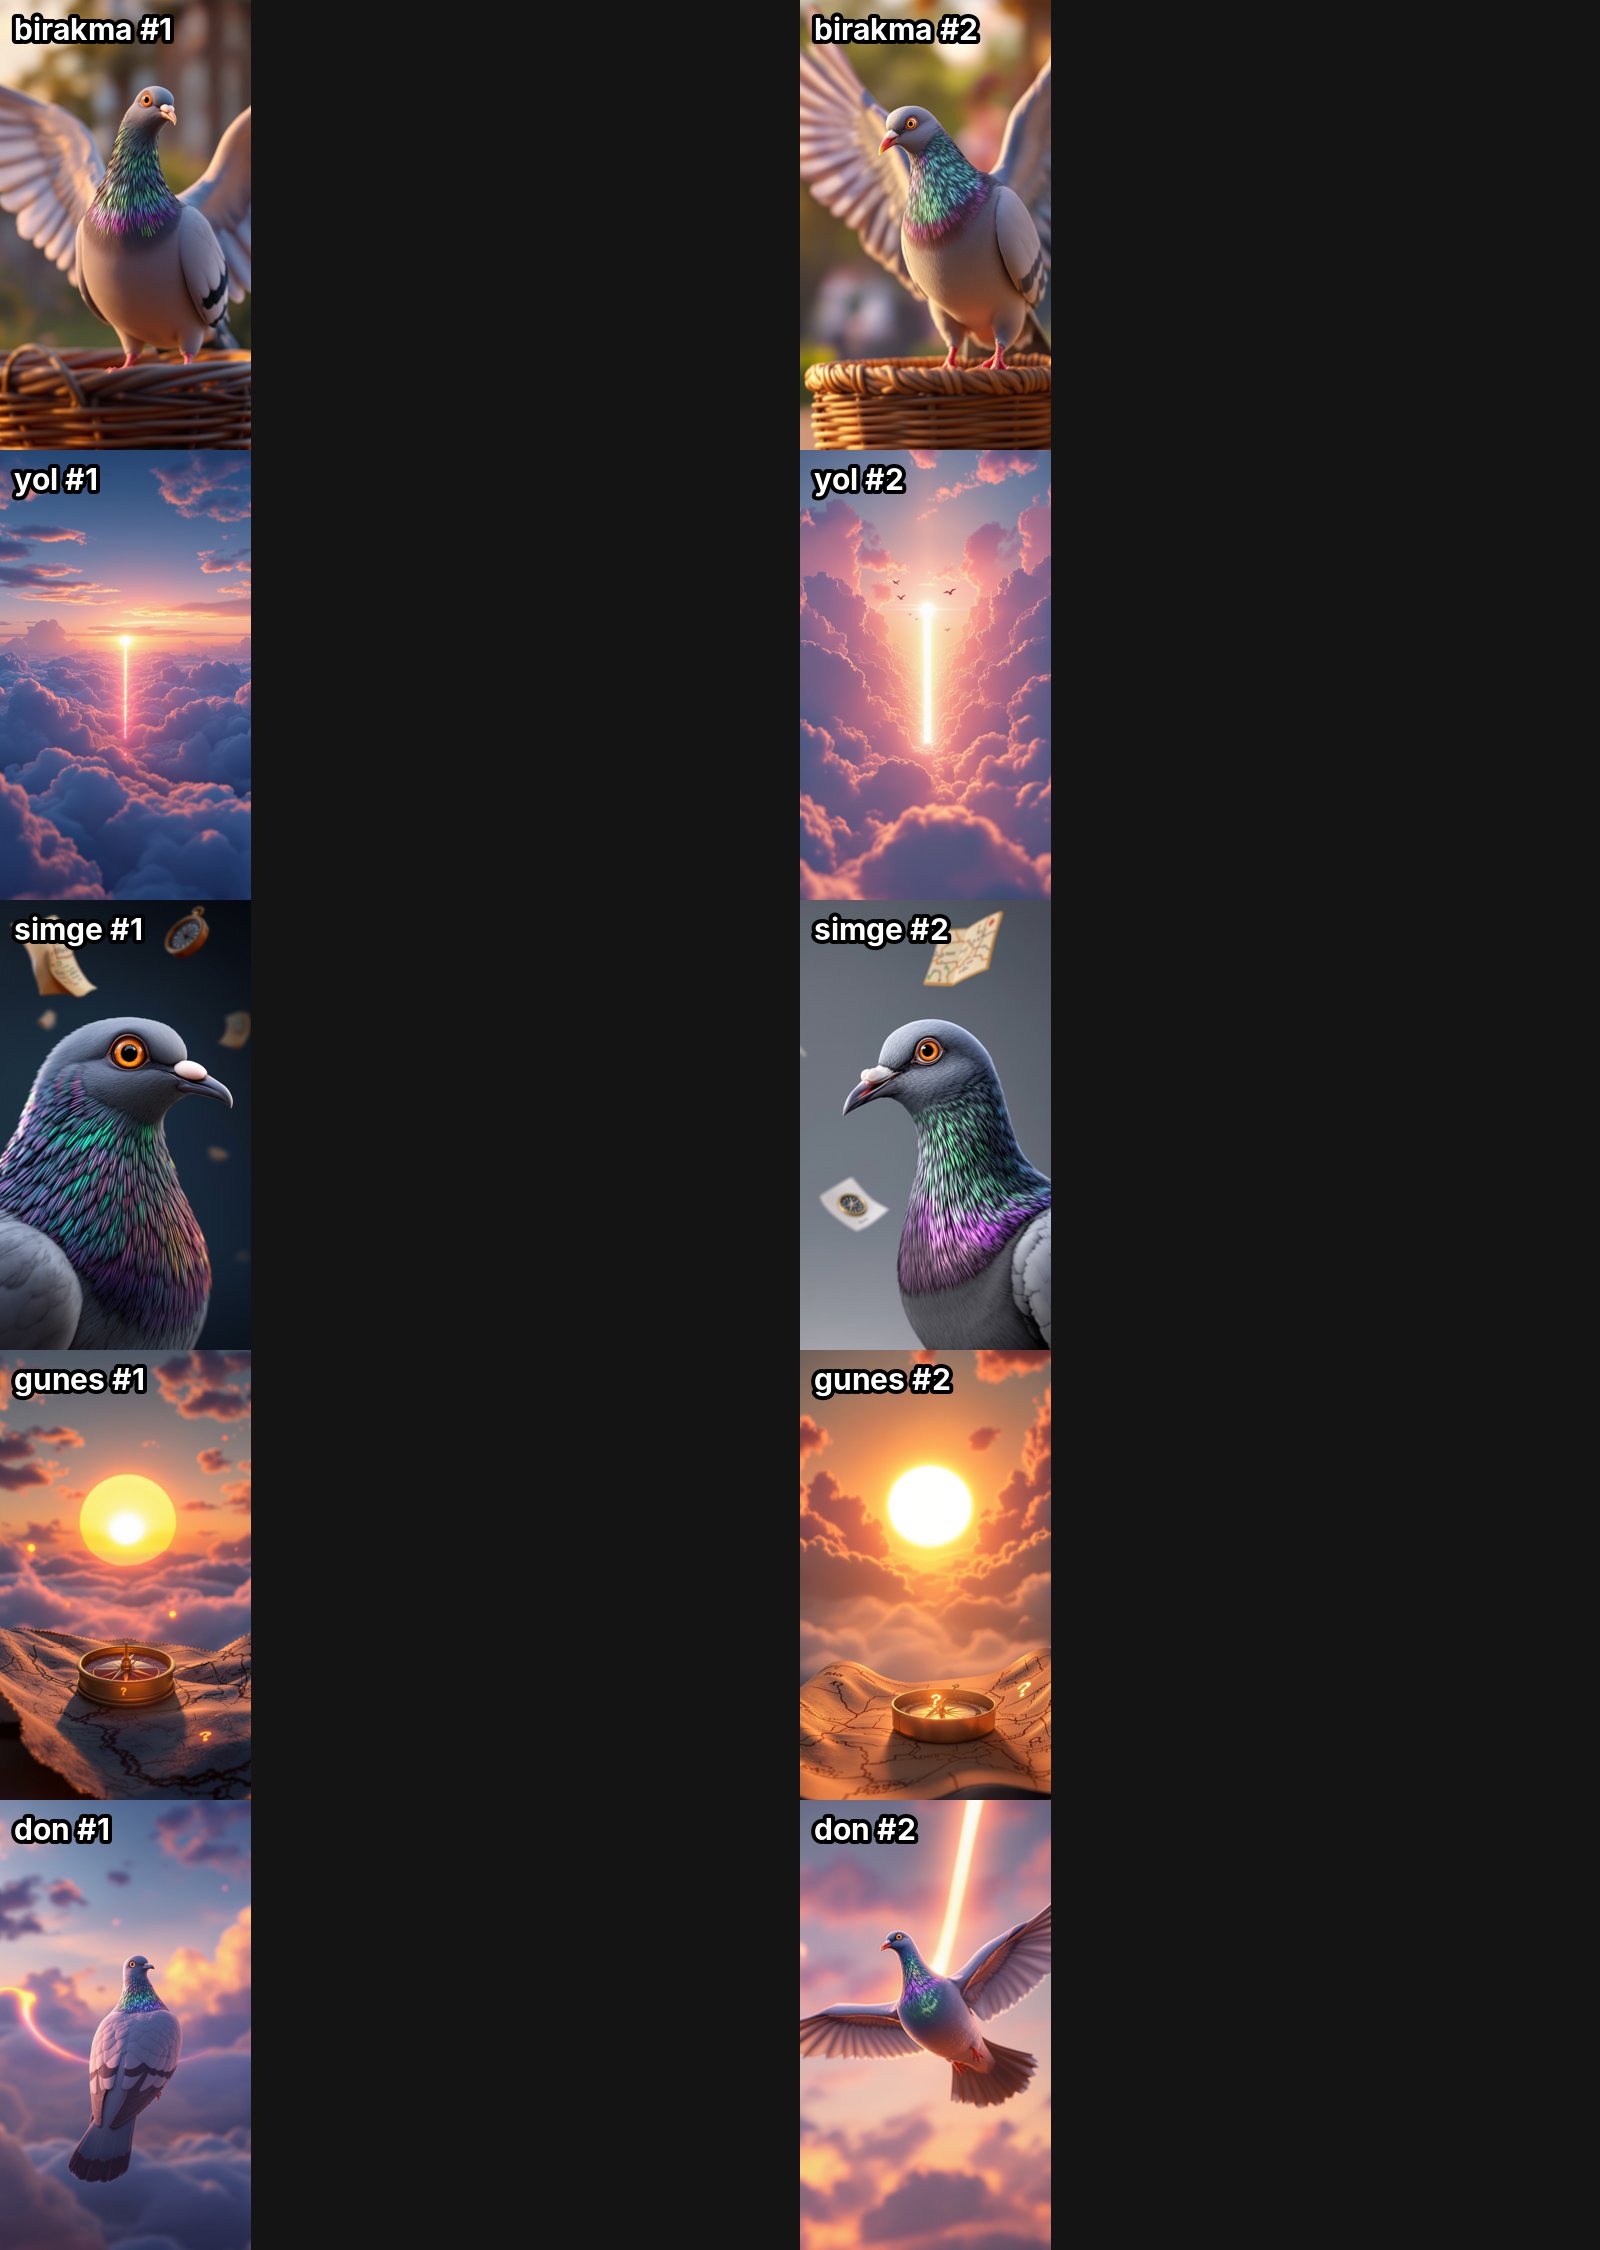 birakma #1
birakma #2
yol #1
yol #2
simge #1
simge #2
gunes #1
gunes #2
?
?
?
?
don #1
don #2